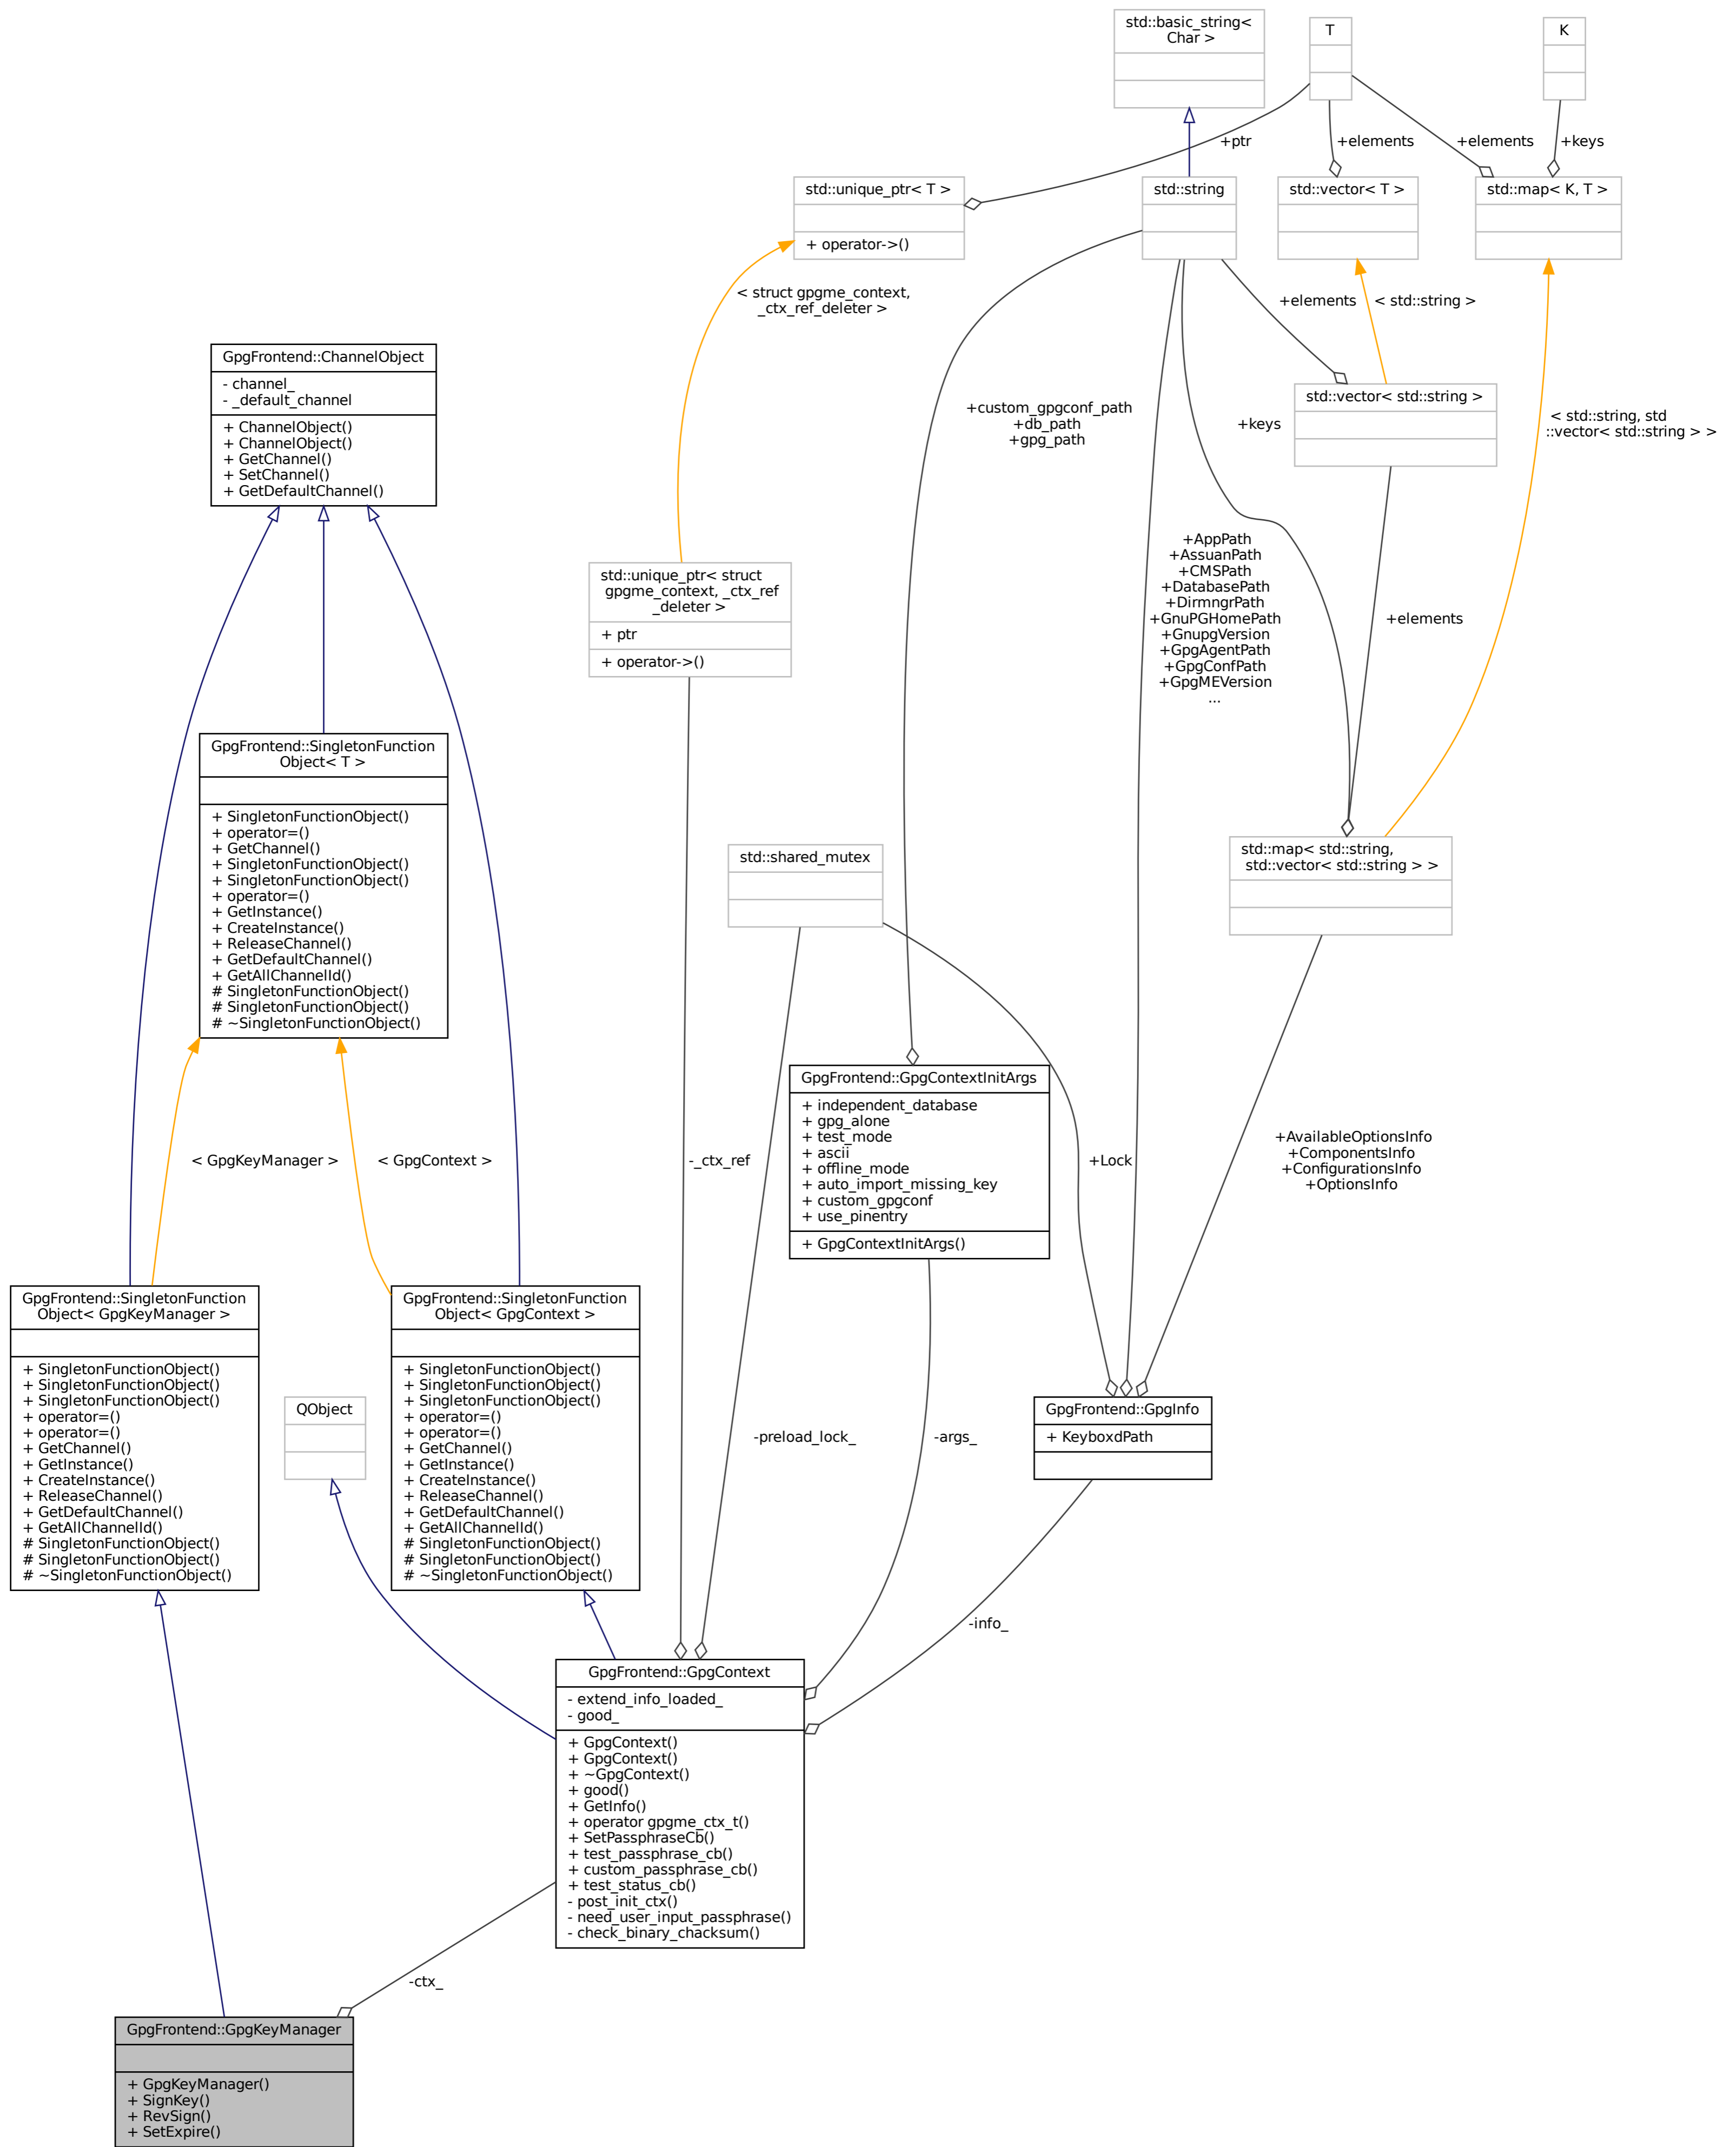 std::basic_string<
Char >
T
K
+ptr
+elements
+elements
+keys
std::unique_ptr< T >
+ operator->()
std::string
std::vector< T >
std::map< K, T >
< struct gpgme_context,
_ctx_ref_deleter >
+elements
< std::string >
GpgFrontend::ChannelObject
- channel_
- _default_channel
+ ChannelObject()
+ ChannelObject()
+ GetChannel()
+ SetChannel()
+ GetDefaultChannel()
+custom_gpgconf_path
+db_path
+gpg_path
+keys
std::vector< std::string >
< std::string, std
::vector< std::string > >
std::unique_ptr< struct
gpgme_context, _ctx_ref
_deleter >
+ ptr
+ operator->()
+AppPath
+AssuanPath
+CMSPath
+DatabasePath
+DirmngrPath
+GnuPGHomePath
+GnupgVersion
+GpgAgentPath
+GpgConfPath
+GpgMEVersion
...
+elements
GpgFrontend::SingletonFunction
Object< T >
+ SingletonFunctionObject()
+ operator=()
+ GetChannel()
+ SingletonFunctionObject()
+ SingletonFunctionObject()
+ operator=()
+ GetInstance()
+ CreateInstance()
+ ReleaseChannel()
+ GetDefaultChannel()
+ GetAllChannelId()
# SingletonFunctionObject()
# SingletonFunctionObject()
# ~SingletonFunctionObject()
std::shared_mutex
std::map< std::string,
std::vector< std::string > >
GpgFrontend::GpgContextInitArgs
+ independent_database
+ gpg_alone
+ test_mode
+ ascii
+ offline_mode
+ auto_import_missing_key
+ custom_gpgconf
+ use_pinentry
+ GpgContextInitArgs()
< GpgKeyManager >
< GpgContext >
-_ctx_ref
+Lock
+AvailableOptionsInfo
+ComponentsInfo
+ConfigurationsInfo
+OptionsInfo
GpgFrontend::SingletonFunction
Object< GpgKeyManager >
+ SingletonFunctionObject()
+ SingletonFunctionObject()
+ SingletonFunctionObject()
+ operator=()
+ operator=()
+ GetChannel()
+ GetInstance()
+ CreateInstance()
+ ReleaseChannel()
+ GetDefaultChannel()
+ GetAllChannelId()
# SingletonFunctionObject()
# SingletonFunctionObject()
# ~SingletonFunctionObject()
QObject
GpgFrontend::SingletonFunction
Object< GpgContext >
+ SingletonFunctionObject()
+ SingletonFunctionObject()
+ SingletonFunctionObject()
+ operator=()
+ operator=()
+ GetChannel()
+ GetInstance()
+ CreateInstance()
+ ReleaseChannel()
+ GetDefaultChannel()
+ GetAllChannelId()
# SingletonFunctionObject()
# SingletonFunctionObject()
# ~SingletonFunctionObject()
-preload_lock_
-args_
GpgFrontend::GpgInfo
+ KeyboxdPath
-info_
GpgFrontend::GpgContext
- extend_info_loaded_
- good_
+ GpgContext()
+ GpgContext()
+ ~GpgContext()
+ good()
+ GetInfo()
+ operator gpgme_ctx_t()
+ SetPassphraseCb()
+ test_passphrase_cb()
+ custom_passphrase_cb()
+ test_status_cb()
- post_init_ctx()
- need_user_input_passphrase()
- check_binary_chacksum()
-ctx_
GpgFrontend::GpgKeyManager
+ GpgKeyManager()
+ SignKey()
+ RevSign()
+ SetExpire()